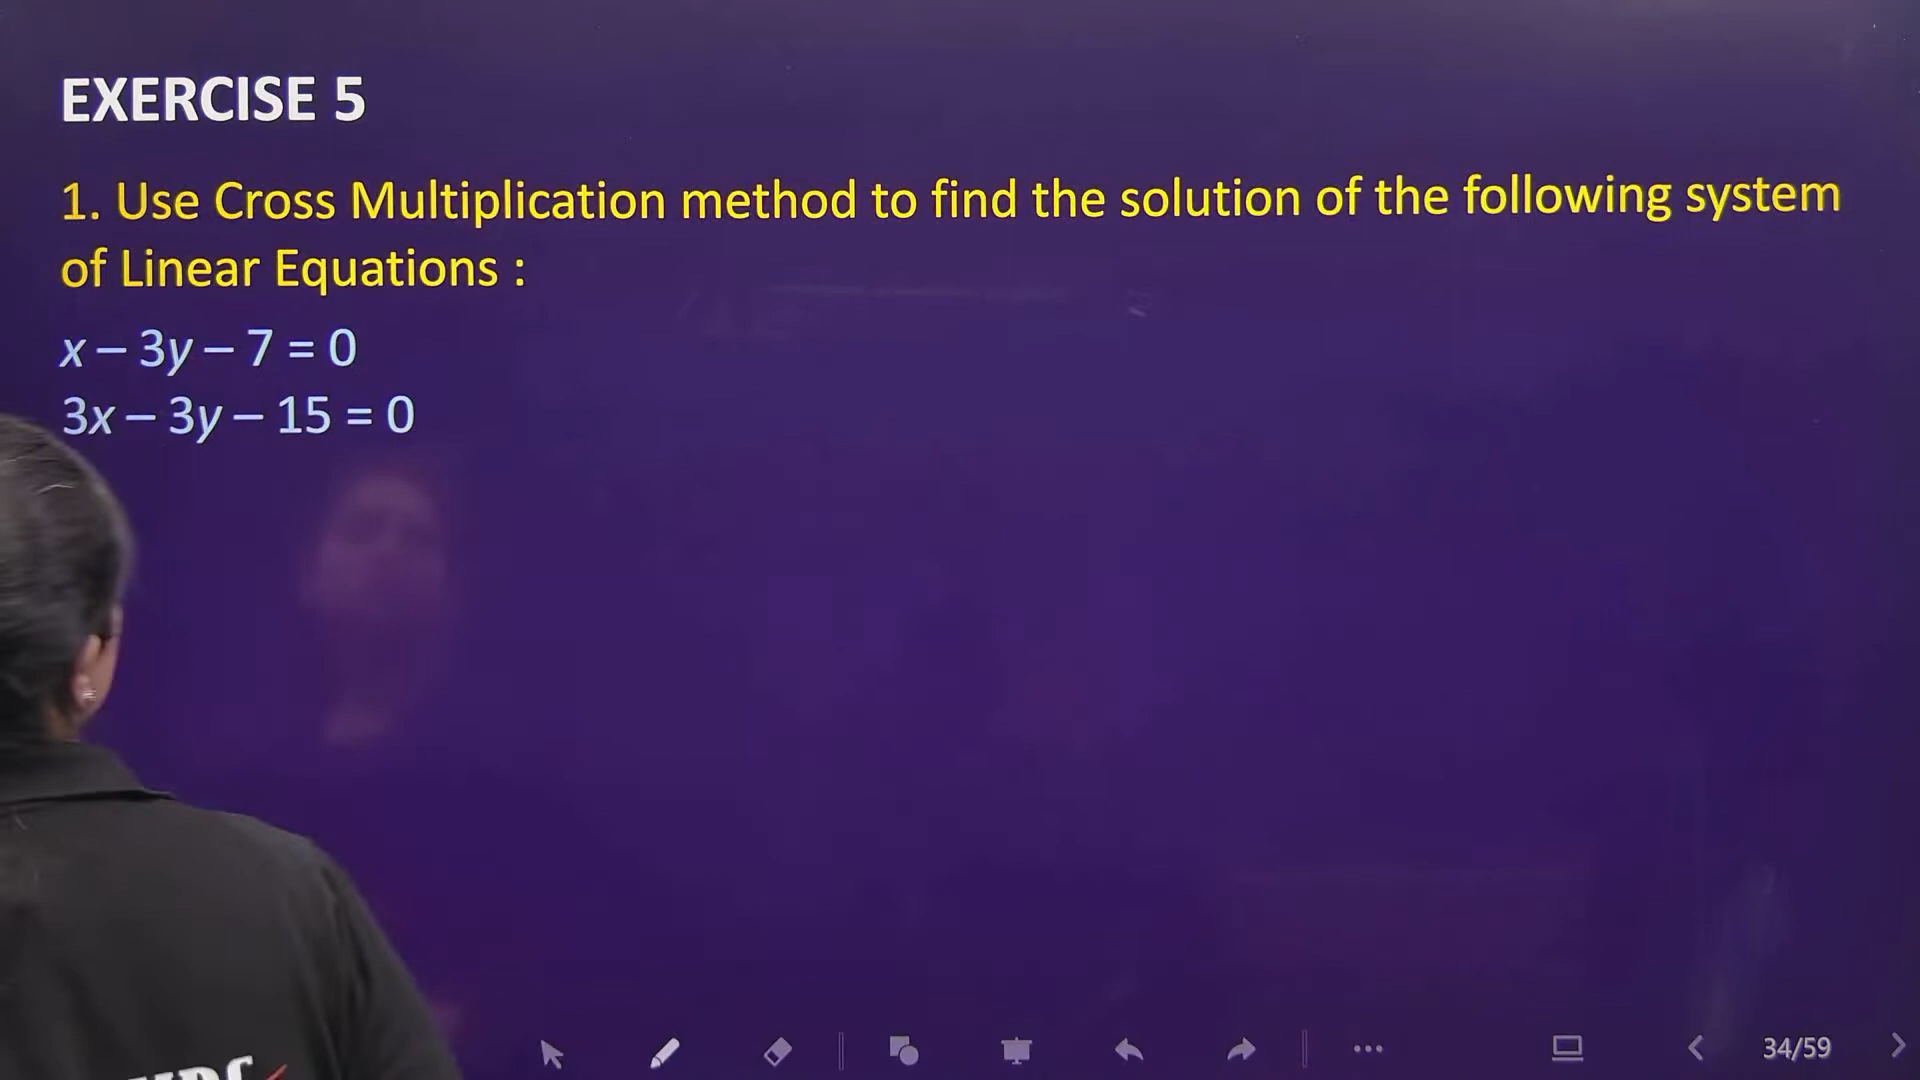 EXERCISE 5
1. Use Cross Multiplication method to find the solution of the following system
of Linear Equations :
x – 3y – 7 = 0
3x – 3y – 15 = 0
34/59